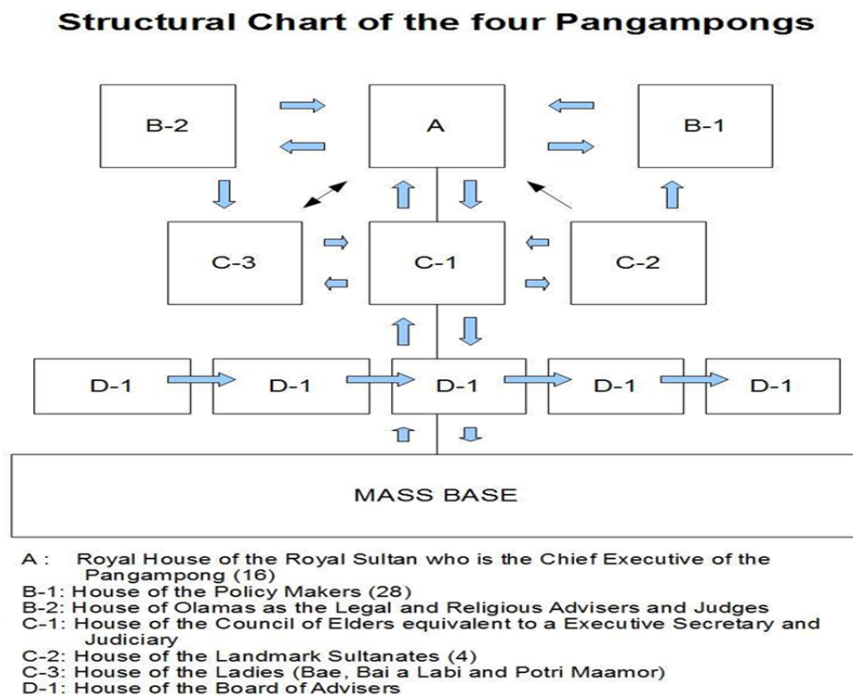 Structural Chart of the four Pangampongs
B-2
A
B-1
C-3
C-1
C-2
D-1
D-1
D-1
D-1
D-1
MASS BASE
A : Royal House of the Royal Sultan who is the Chief Executive of the
Pangampong (16)
B-1: House of the Policy Makers (28)
B-2: House of Olamas as the Legal and Religious Advisers and Judges
C-1: House of the Council of Elders equivalent to a Executive Secretary and
Judiciary
C-2: House of the Landmark Sultanates (4)
C-3: House of the Ladies (Bae, Bai a Labi and Potri Maamor)
D-1: House of the Board of Advisers